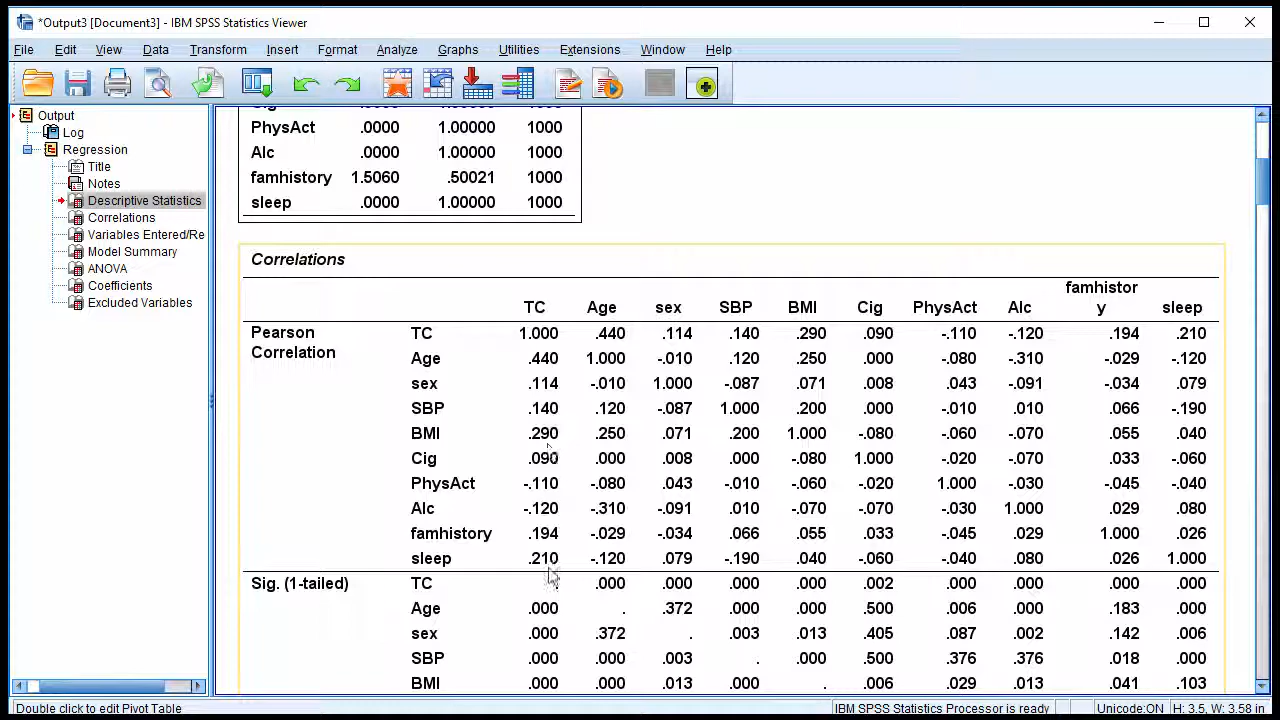 *Output3 [Document3] - IBM SPSS Statistics Viewer
File Edit View Data Transform Insert Format Analyze Graphs Utilities Extensions Window Help
Output
Log
Regression
Title
Notes
Descriptive Statistics
Correlations
Variables Entered/Re
Model Summary
ANOVA
Coefficients
Excluded Variables
PhysAct .0000 1.00000 1000
Alc .0000 1.00000 1000
famhistory 1.5060 .50021 1000
sleep .0000 1.00000 1000
Correlations
TC Age sex SBP BMI Cig PhysAct Alc famhistor y sleep
Pearson Correlation TC 1.000 .440 .114 .140 .290 .090 -.110 -.120 .194 .210
Age .440 1.000 -.010 .120 .250 .000 -.080 -.310 -.029 -.120
sex .114 -.010 1.000 -.087 .071 .008 .043 -.091 -.034 .079
SBP .140 .120 -.087 1.000 .200 .000 -.010 .010 .066 -.190
BMI .290 .250 .071 .200 1.000 -.080 -.060 -.070 .055 .040
Cig .090 .000 .008 .000 -.080 1.000 -.020 -.070 .033 -.060
PhysAct -.110 -.080 .043 -.010 -.060 -.020 1.000 -.030 -.045 -.040
Alc -.120 -.310 -.091 .010 -.070 -.070 -.030 1.000 .029 .080
famhistory .194 -.029 -.034 .066 .055 .033 -.045 .029 1.000 .026
sleep .210 -.120 .079 -.190 .040 -.060 -.040 .080 .026 1.000
Sig. (1-tailed) TC . .000 .000 .000 .000 .002 .000 .000 .000 .000
Age .000 . .372 .000 .000 .500 .006 .000 .183 .000
sex .000 .372 . .003 .013 .405 .087 .002 .142 .006
SBP .000 .000 .003 . .000 .500 .376 .376 .018 .000
BMI .000 .000 .013 .000 . .006 .029 .013 .041 .103
Double click to edit Pivot Table IBM SPSS Statistics Processor is ready Unicode:ON H: 3.5, W: 3.58 in